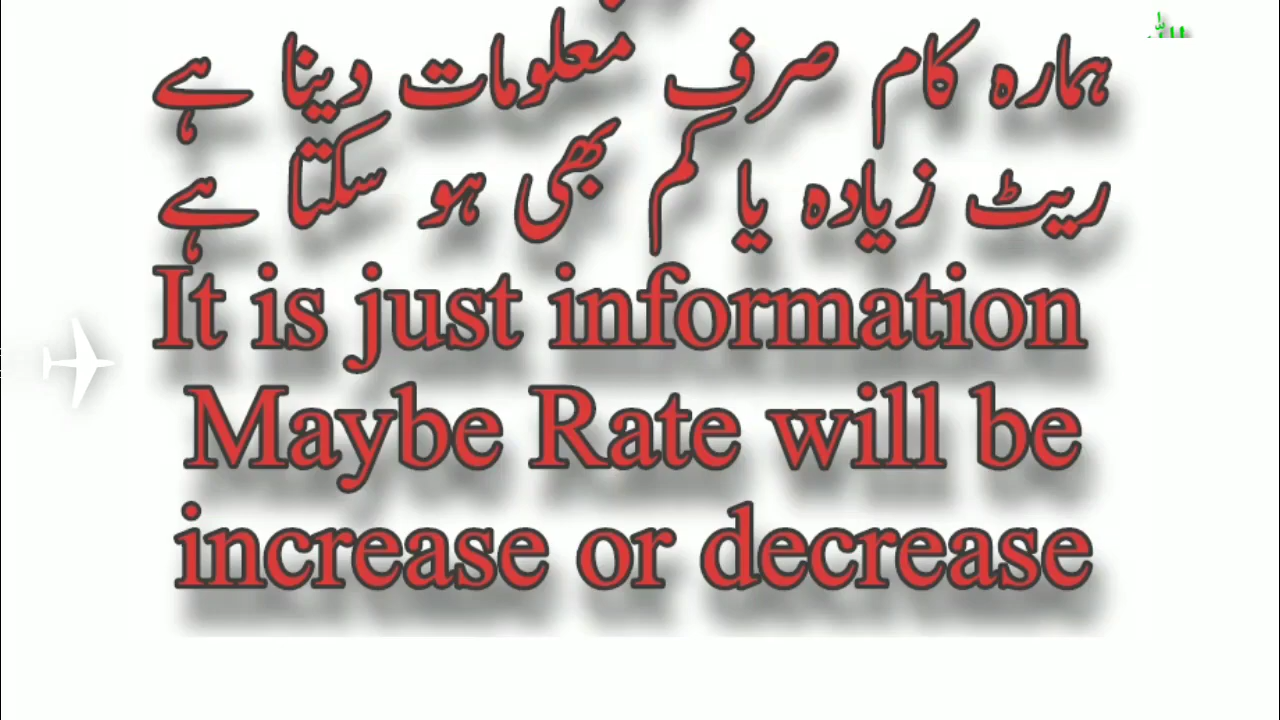 ہمارہ کام صرف معلومات دینا ہے
ریٹ زیادہ یا کم بھی ہو سکتا ہے
It is just information
Maybe Rate will be
increase or decrease